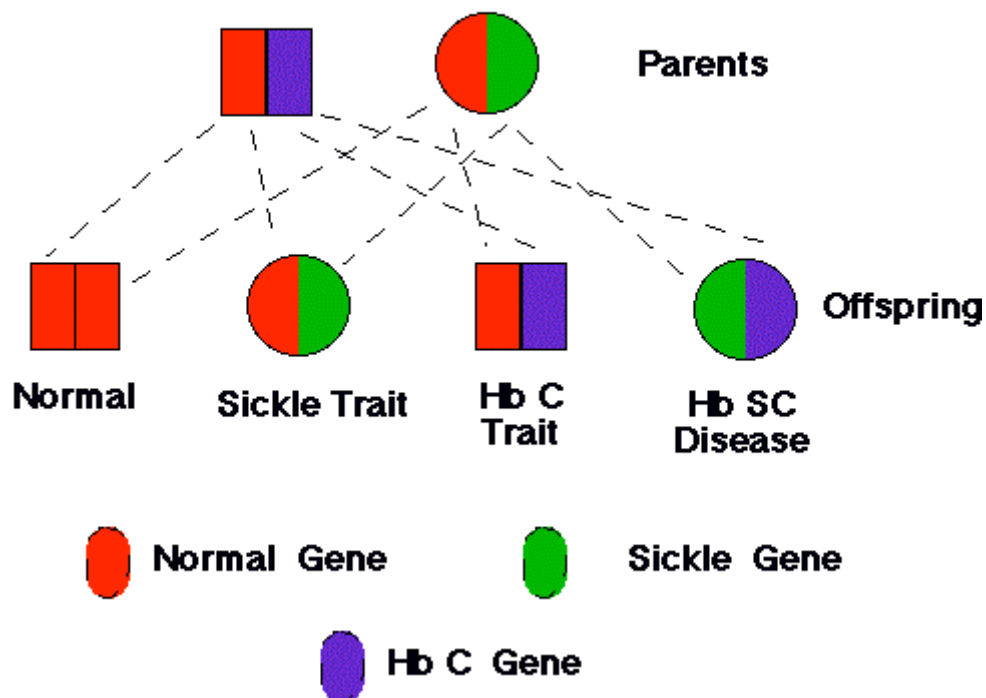 Parents
Offspring
Normal
Sickle Trait
Hb C
Trait
Hb SC
Disease
Normal Gene
Sickle Gene
Hb C Gene